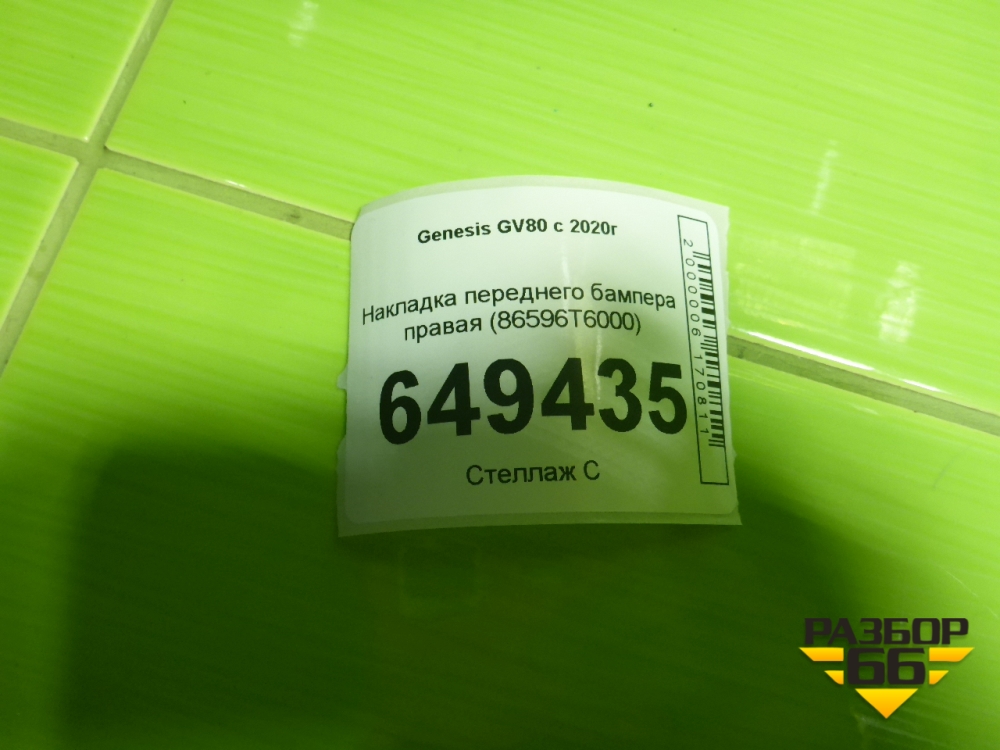 Genesis GV80 с 2020г
Накладка переднего бампера
правая (86596T6000)
649435
Стеллаж С
2000006170811
РАЗБОР
66